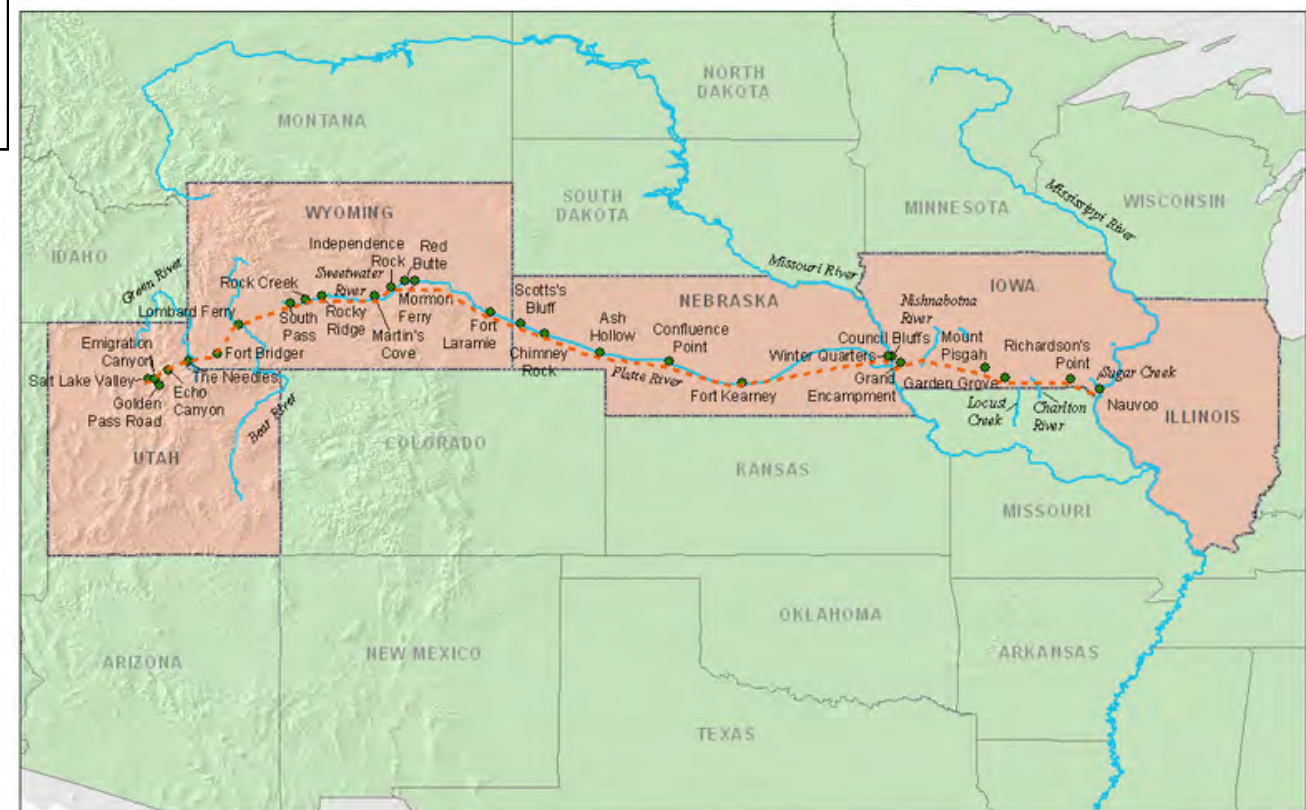 NORTH
DAKOTA
MONTANA
SOUTH
DAKOTA
MINNESOTA
Mississippi River
WISCONSIN
WYOMING
IDAHO
Green River
Independence
Rock
Red
Butte
Rock Creek
Sweetwater
River
Missouri River
Lombard Ferry
South
Pass
Rocky
Ridge
Martin's
Cove
Mormon
Ferry
Fort
Laramie
Scotts's
Bluff
Chimney
Rock
NEBRASKA
Ash
Hollow
Confluence
Point
Platte River
Fort Kearney
IOWA
Nishnabotna
River
Council Bluffs
Winter Quarters
Grand
Encampment
Mount
Pisgah
Garden Grove
Richardson's
Point
Sugar Creek
Nauvoo
Locust
Creek
Charlton
River
ILLINOIS
Emigration
Canyon
Fort Bridger
Salt Lake Valley
The Needles
Echo
Canyon
Golden
Pass Road
Bear River
UTAH
COLORADO
KANSAS
MISSOURI
ARIZONA
NEW MEXICO
OKLAHOMA
ARKANSAS
TEXAS